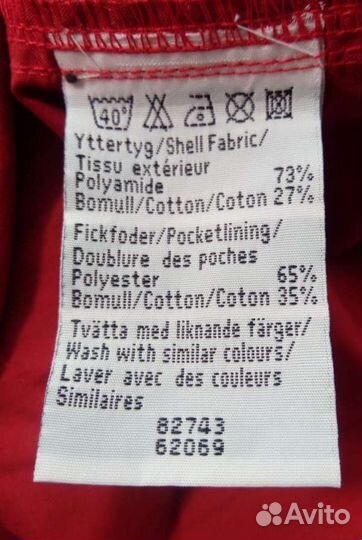 40°
Yttertyg/Shell Fabric/
Tissu extérieur
Polyamide 73%
Bomull/Cotton/Coton 27%
Fickfoder/Pocketlining/
Doublure des poches
Polyester 65%
Bomull/Cotton/Coton 35%
Tvätta med liknande färger/
Wash with similar colours/
Laver avec des couleurs
Similaires
82743
62069
Avito